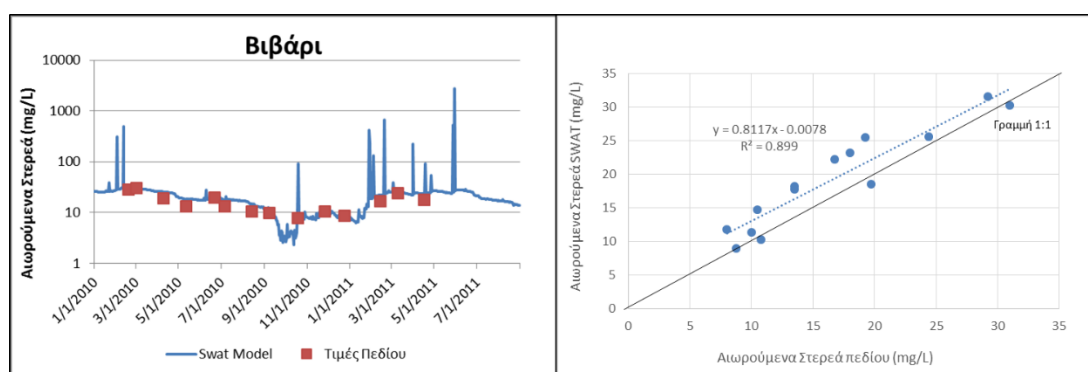 Βιβάρι
Αιωρούμενα Στερεά (mg/L)
10000
1000
100
10
1
1/1/2010
3/1/2010
5/1/2010
7/1/2010
9/1/2010
11/1/2010
1/1/2011
3/1/2011
5/1/2011
7/1/2011
Swat Model
Τιμές Πεδίου
Αιωρούμενα Στερεά SWAT (mg/L)
35
30
25
20
15
10
5
0
y = 0.8117x - 0.0078
R² = 0.899
Γραμμή 1:1
0 5 10 15 20 25 30 35
Αιωρούμενα Στερεά πεδίου (mg/L)